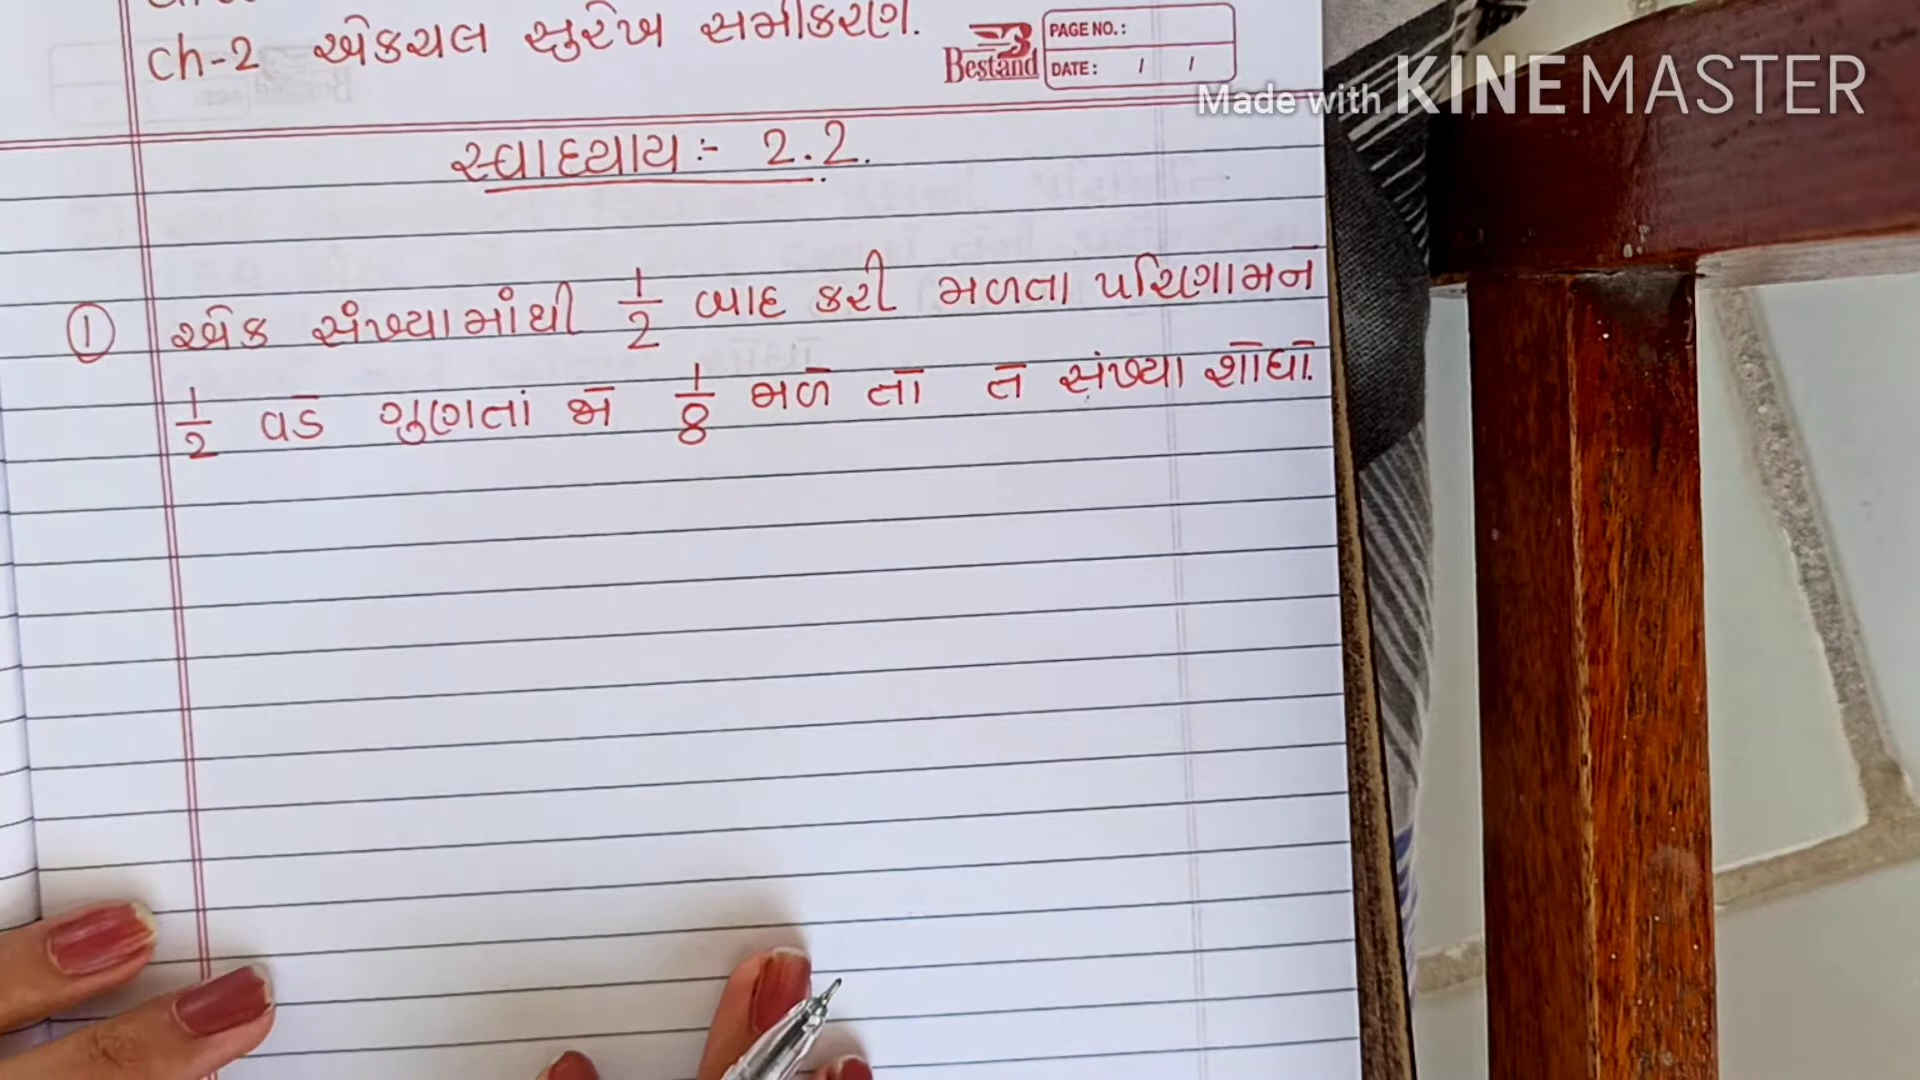 Ch-2 એકચલ સુરેખ સમીકરણ.
Bestand
PAGE NO.:
DATE: / /
Made with KINEMASTER
સ્વાધ્યાય :- 2.2.
① એક સંખ્યામાંથી 1/2 બાદ કરી મળતા પરિણામને
1/2 વડે ગુણતાં જો 1/8 મળે તો તે સંખ્યા શોધો.